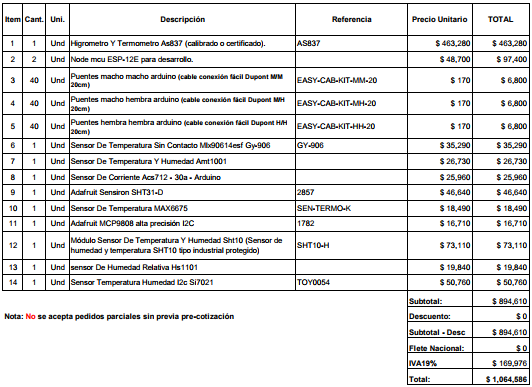 Item Cant. Uni. Descripción Referencia Precio Unitario TOTAL
1 1 Und Higrometro Y Termometro As837 (calibrado o certificado). AS837 $ 463,280 $ 463,280
2 2 Und Node mcu ESP-12E para desarrollo. $ 48,700 $ 97,400
3 40 Und Puentes macho macho arduino (cable conexión fácil Dupont M/M
20cm) EASY-CAB-KIT-MM-20 $ 170 $ 6,800
4 40 Und Puentes macho hembra arduino (cable conexión fácil Dupont M/H
20cm) EASY-CAB-KIT-MH-20 $ 170 $ 6,800
5 40 Und Puentes hembra hembra arduino (cable conexión fácil Dupont H/H
20cm) EASY-CAB-KIT-HH-20 $ 170 $ 6,800
6 1 Und Sensor De Temperatura Sin Contacto Mlx90614esf Gy-906 GY-906 $ 35,290 $ 35,290
7 1 Und Sensor De Temperatura Y Humedad Amt1001 $ 26,730 $ 26,730
8 1 Und Sensor De Corriente Acs712 - 30a - Arduino $ 25,960 $ 25,960
9 1 Und Adafruit Sensiron SHT31-D 2857 $ 46,640 $ 46,640
10 1 Und Sensor De Temperatura MAX6675 SEN-TERMO-K $ 18,490 $ 18,490
11 1 Und Adafruit MCP9808 alta precisión I2C 1782 $ 16,710 $ 16,710
12 1 Und Módulo Sensor De Temperatura Y Humedad Sht10 (Sensor de
humedad y temperatura SHT10 tipo industrial protegido) SHT10-H $ 73,110 $ 73,110
13 1 Und sensor De Humedad Relativa Hs1101 $ 19,840 $ 19,840
14 1 Und Sensor Temperatura Humedad I2c Si7021 TOY0054 $ 50,760 $ 50,760
Subtotal: $ 894,610
Nota: No se acepta pedidos parciales sin previa pre-cotización Descuento: $ 0
Subtotal - Desc $ 894,610
Flete Nacional: $ 0
IVA19% $ 169,976
Total: $ 1,064,586